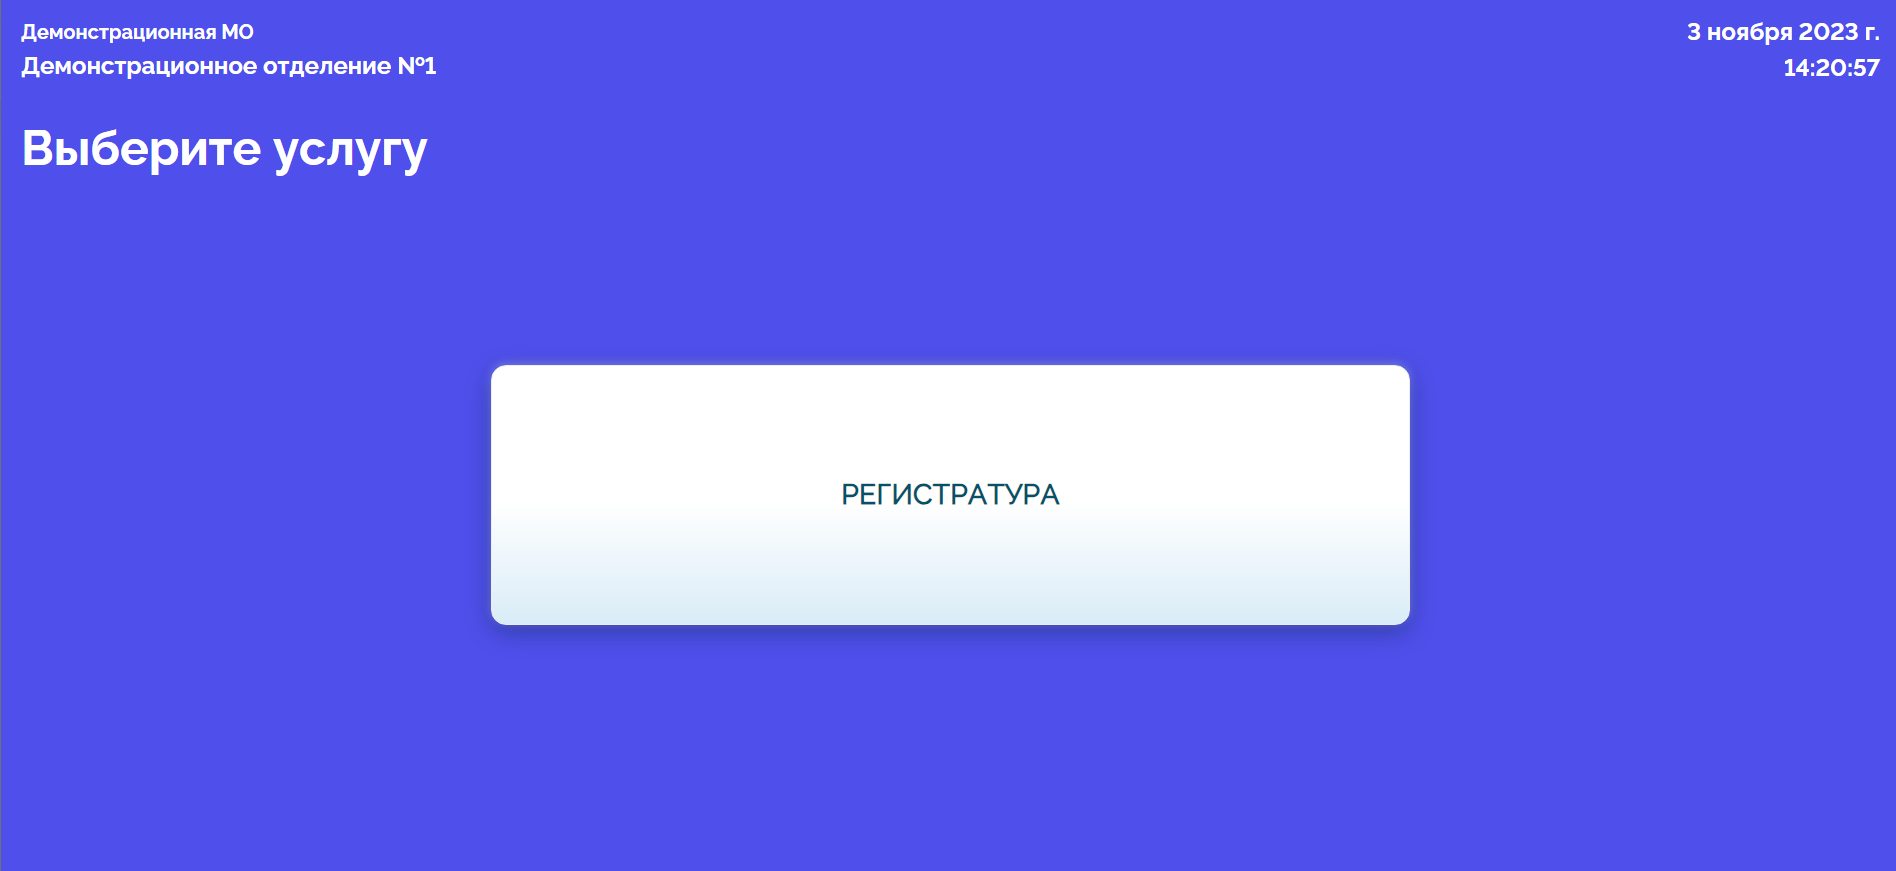 Демонстрационная МО
Демонстрационное отделение №1
3 ноября 2023 г.
14:20:57
Выберите услугу
РЕГИСТРАТУРА